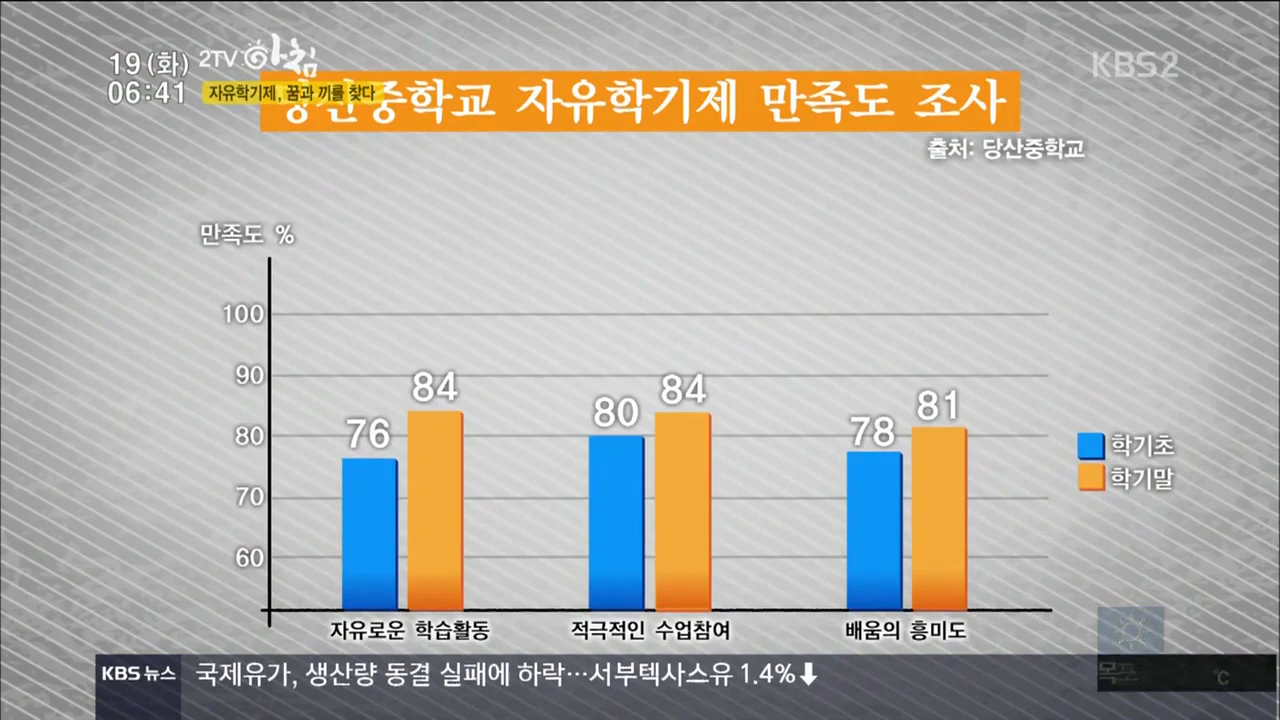 19(화) 2TV 아침
06:41 자유학기제, 꿈과 끼를 찾다
KBS2
중학교 자유학기제 만족도 조사
출처: 당산중학교
만족도 %
100
90
80
70
60
76
84
80
84
78
81
학기초
학기말
자유로운 학습활동
적극적인 수업참여
배움의 흥미도
KBS 뉴스 국제유가, 생산량 동결 실패에 하락…서부텍사스유 1.4%⬇
℃